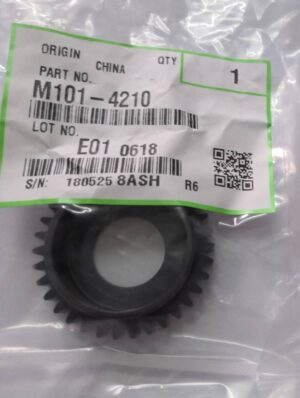 ORIGIN CHINA QTY
PART NO. 1
M101-4210
LOT NO.
E01 0618
S/N: 180525 8ASH R6